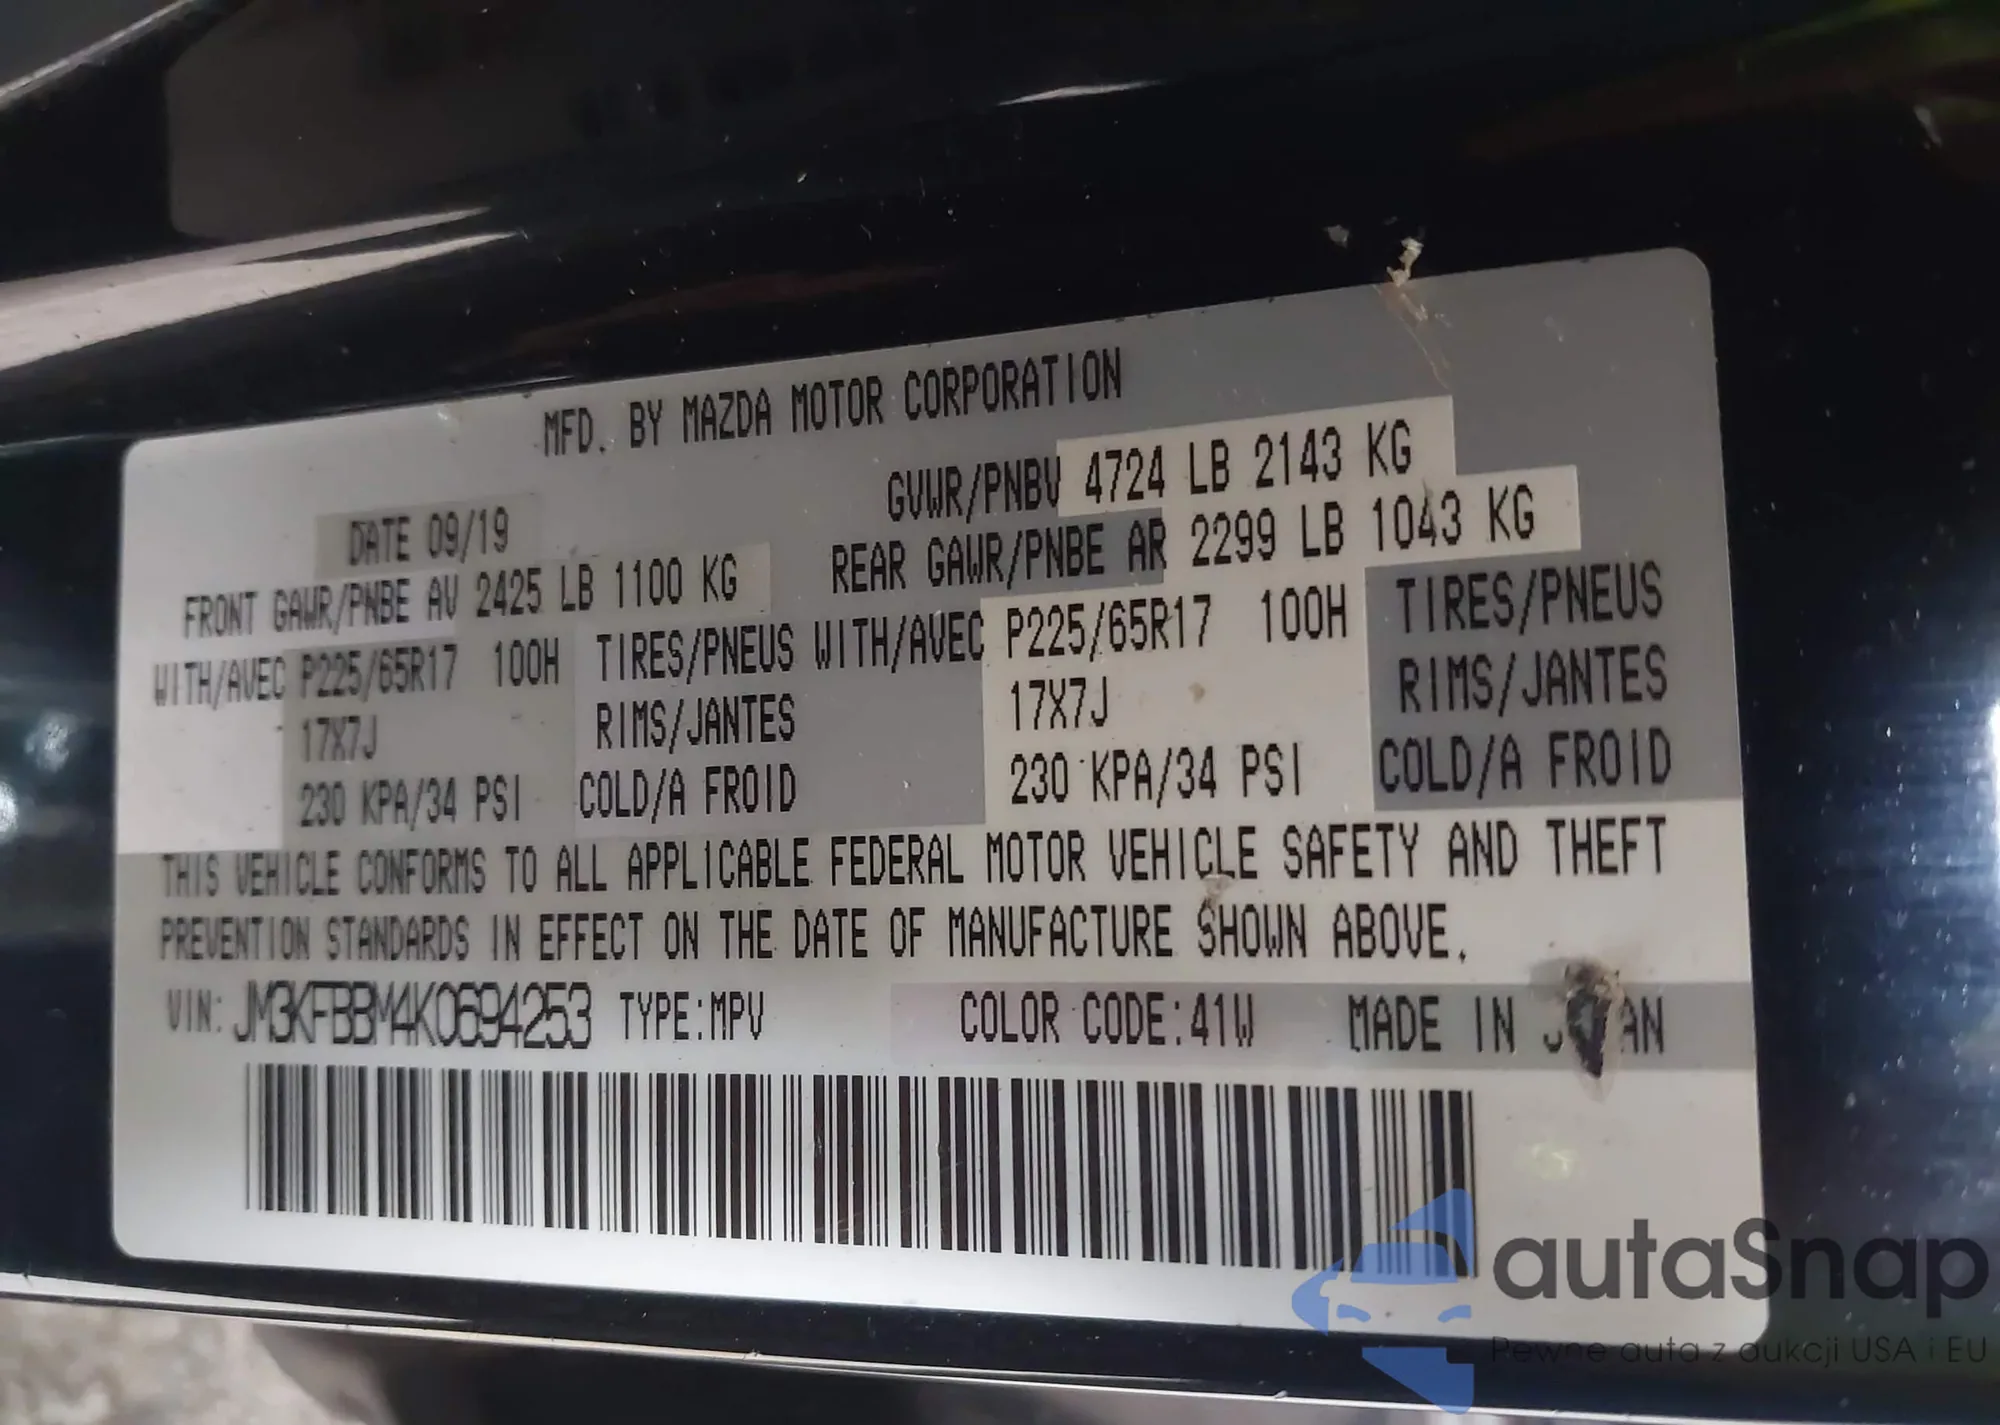 MFD. BY MAZDA MOTOR CORPORATION
DATE 09/19 GVWR/PNBV 4724 LB 2143 KG
FRONT GAWR/PNBE AV 2425 LB 1100 KG REAR GAWR/PNBE AR 2299 LB 1043 KG
WITH/AVEC P225/65R17 100H TIRES/PNEUS WITH/AVEC P225/65R17 100H TIRES/PNEUS
17X7J RIMS/JANTES 17X7J RIMS/JANTES
230 KPA/34 PSI COLD/A FROID 230 KPA/34 PSI COLD/A FROID
THIS VEHICLE CONFORMS TO ALL APPLICABLE FEDERAL MOTOR VEHICLE SAFETY AND THEFT
PREVENTION STANDARDS IN EFFECT ON THE DATE OF MANUFACTURE SHOWN ABOVE.
VIN: JM3KFBBM4K0694253 TYPE:MPV COLOR CODE:41W MADE IN
autaSnap
Pewne auta z aukcji USA i EU